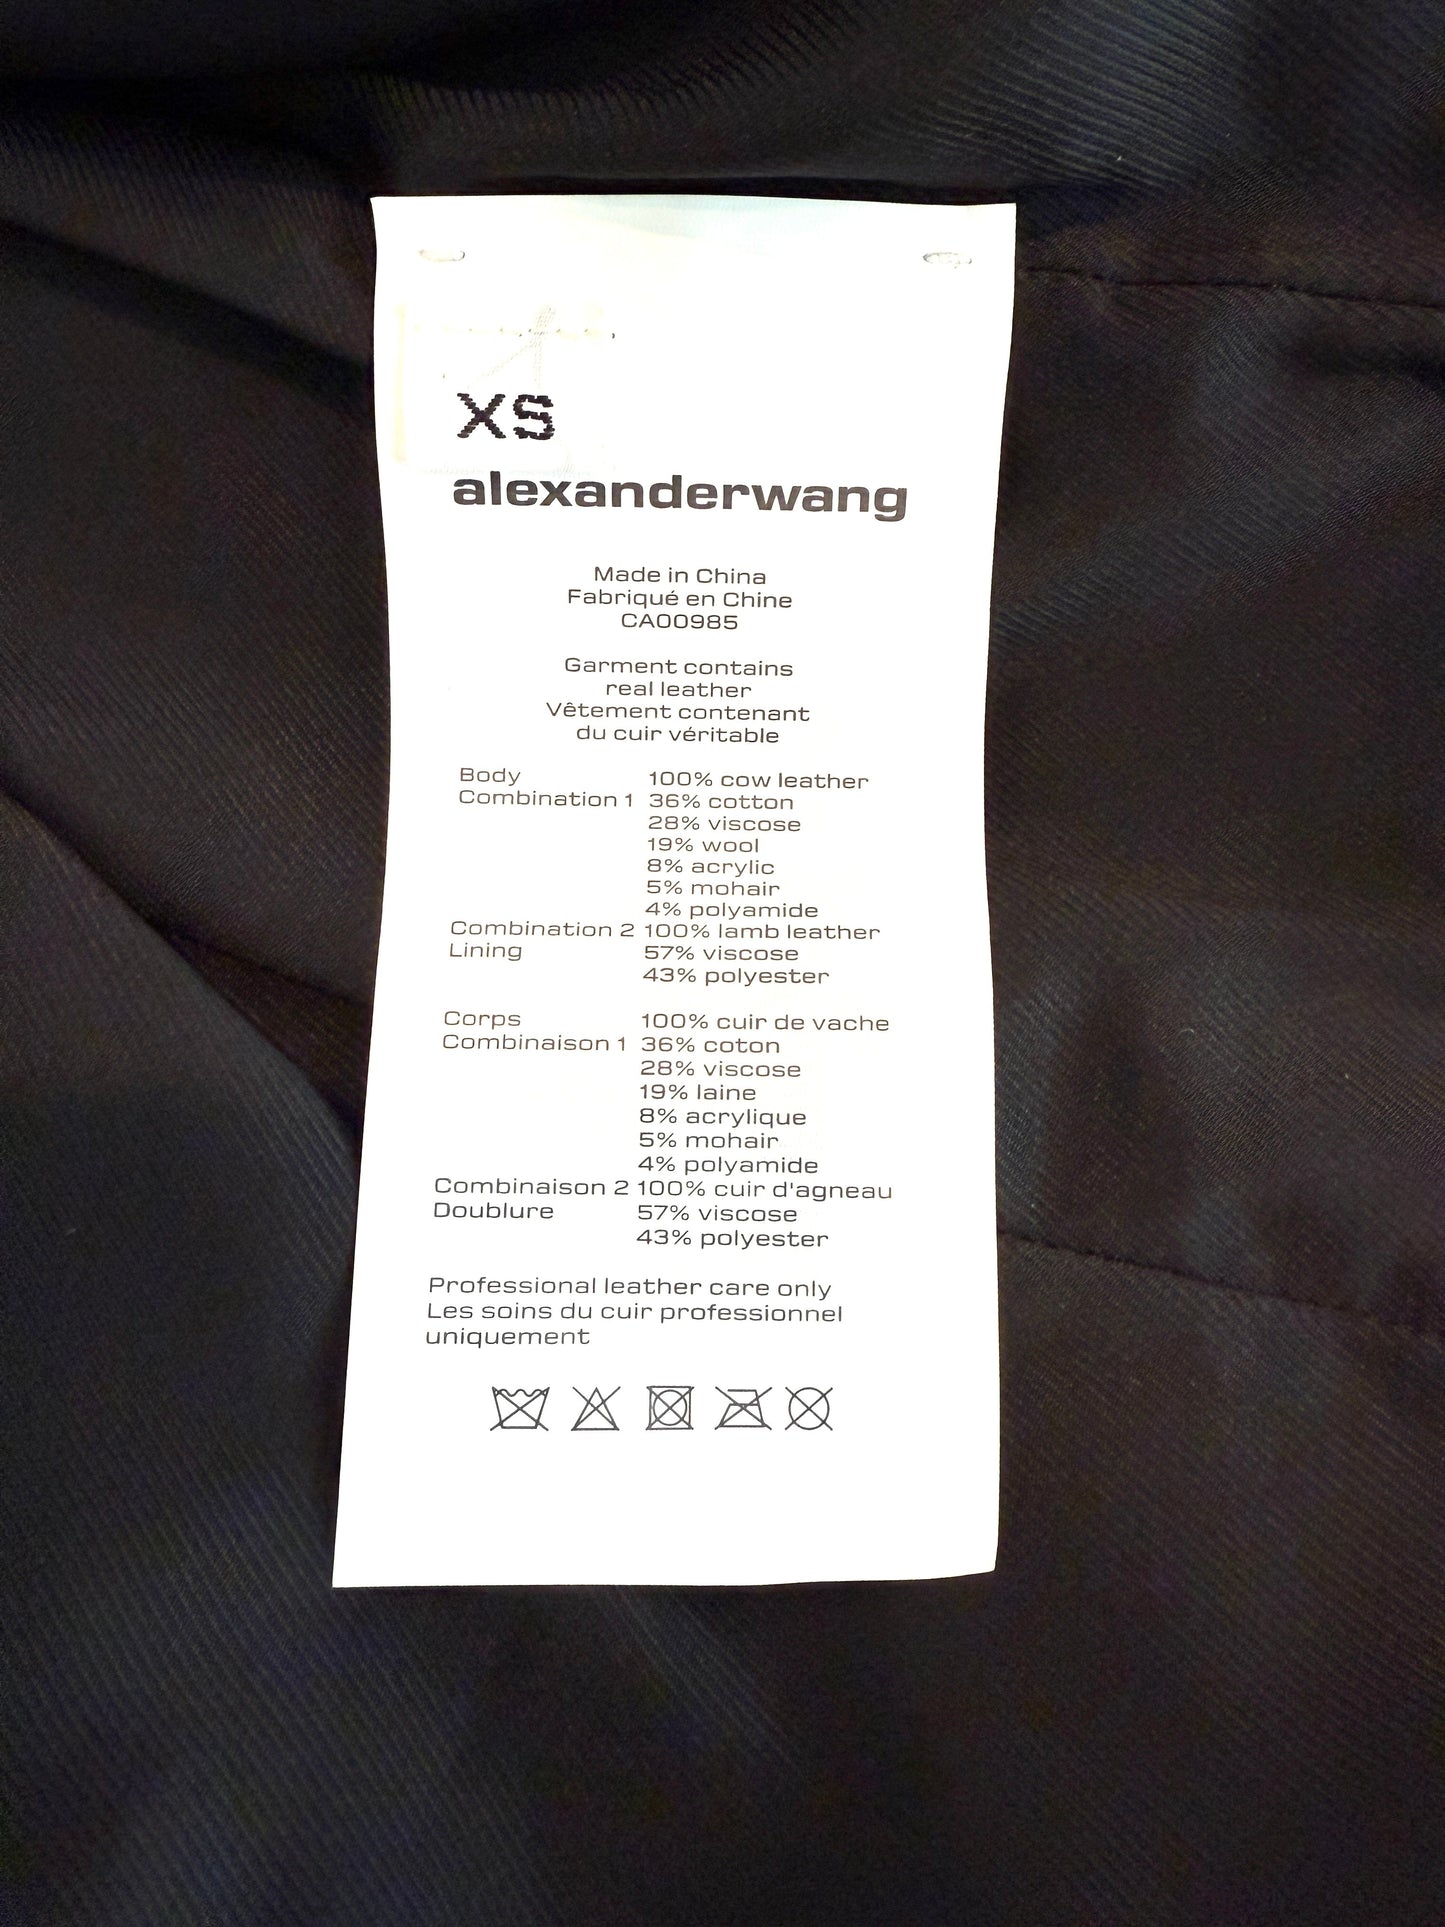 XS
alexanderwang
Made in China
Fabriqué en Chine
CA00985
Garment contains
real leather
Vêtement contenant
du cuir véritable
Body 100% cow leather
Combination 1 36% cotton
28% viscose
19% wool
8% acrylic
5% mohair
4% polyamide
Combination 2 100% lamb leather
Lining 57% viscose
43% polyester
Corps 100% cuir de vache
Combinaison 1 36% coton
28% viscose
19% laine
8% acrylique
5% mohair
4% polyamide
Combinaison 2 100% cuir d'agneau
Doublure 57% viscose
43% polyester
Professional leather care only
Les soins du cuir professionnel
uniquement